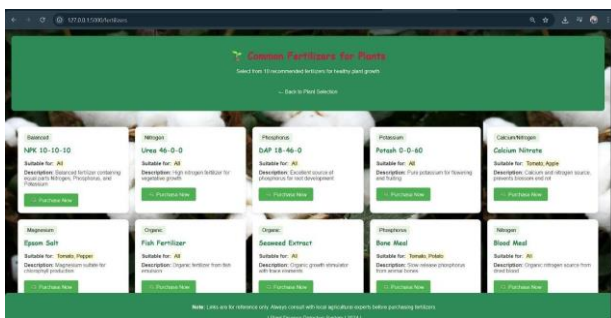 127.0.0.1:5000/fertilizers
Common Fertilizers for Plants
Select from 10 recommended fertilizers for healthy plant growth
← Back to Plant Selection
Balanced
NPK 10-10-10
Suitable for: All
Description: Balanced fertilizer containing
equal parts Nitrogen, Phosphorus, and
Potassium
Purchase Now
Nitrogen
Urea 46-0-0
Suitable for: All
Description: High nitrogen fertilizer for
vegetative growth
Purchase Now
Phosphorus
DAP 18-46-0
Suitable for: All
Description: Excellent source of
phosphorus for root development
Purchase Now
Potassium
Potash 0-0-60
Suitable for: All
Description: Pure potassium for flowering
and fruiting
Purchase Now
Calcium/Nitrogen
Calcium Nitrate
Suitable for: Tomato, Apple
Description: Calcium and nitrogen source,
prevents blossom end rot
Purchase Now
Magnesium
Epsom Salt
Suitable for: Tomato, Pepper
Description: Magnesium sulfate for
chlorophyll production
Purchase Now
Organic
Fish Fertilizer
Suitable for: All
Description: Organic fertilizer from fish
emulsion
Purchase Now
Organic
Seaweed Extract
Suitable for: All
Description: Organic growth stimulator
with trace elements
Purchase Now
Phosphorus
Bone Meal
Suitable for: Tomato, Potato
Description: Slow-release phosphorus
from animal bones
Purchase Now
Nitrogen
Blood Meal
Suitable for: All
Description: Organic nitrogen source from
dried blood
Purchase Now
Note: Links are for reference only. Always consult with local agricultural experts before purchasing fertilizers.